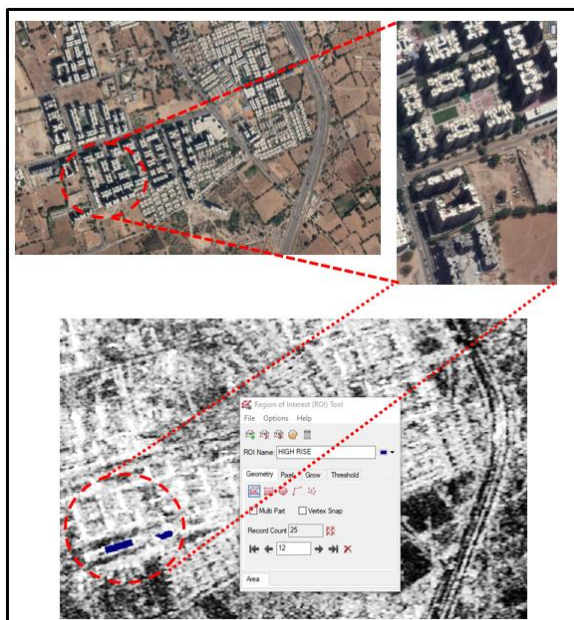 Region of Interest (ROI) Tool
File Options Help
ROI Name: HIGH RISE
Geometry Pixels Grow Threshold
Multi Part Vertex Snap
Record Count 25
12
Area